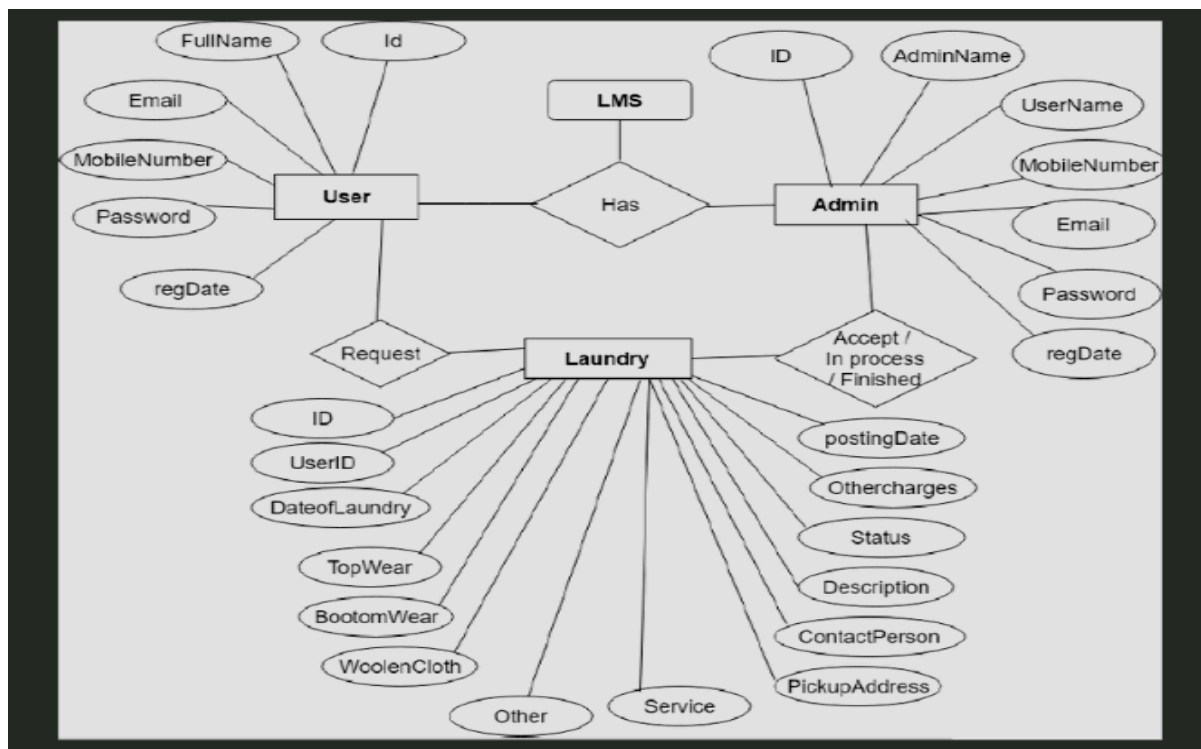 FullName
Id
ID
AdminName
Email
LMS
UserName
MobileNumber
MobileNumber
User
Has
Admin
Password
Email
regDate
Password
Request
Laundry
Accept /
In process
/ Finished
regDate
ID
postingDate
UserID
Othercharges
DateofLaundry
Status
TopWear
Description
BootomWear
ContactPerson
WoolenCloth
PickupAddress
Other
Service